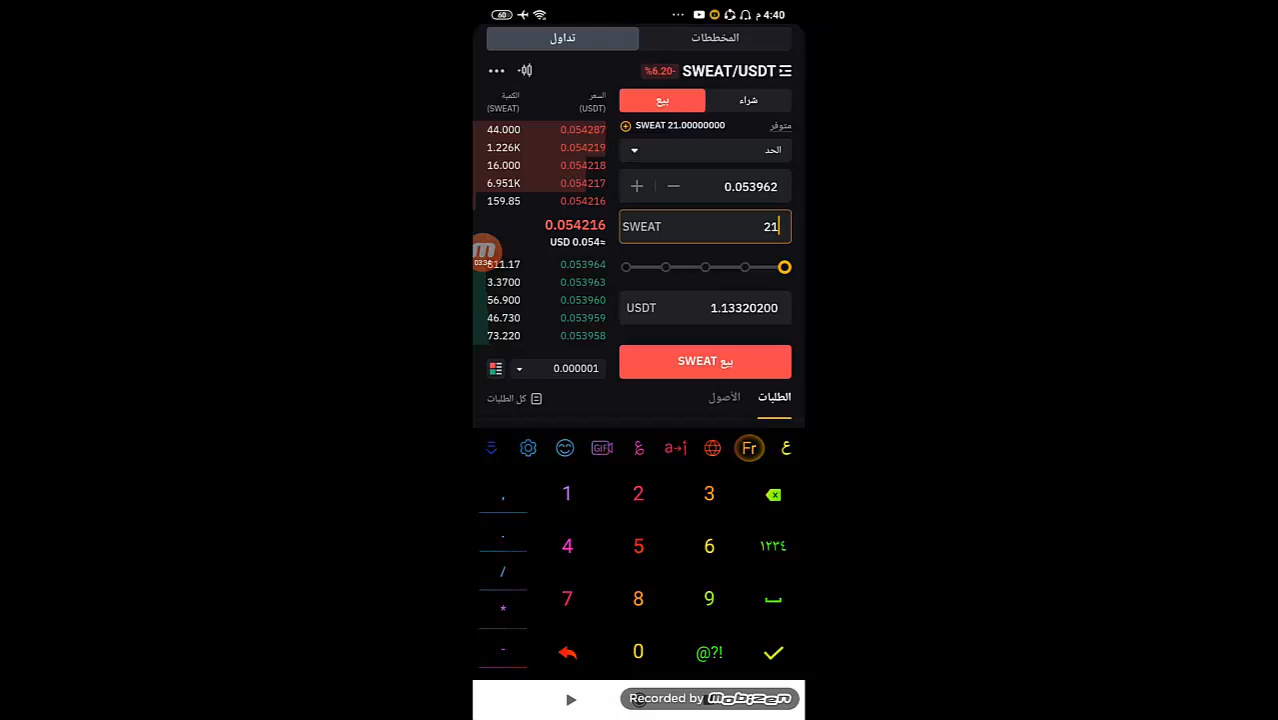 60
4:40 م
تداول
المخططات
%6.20-
SWEAT/USDT
الكمية
(SWEAT)
السعر
(USDT)
بيع
شراء
SWEAT 21.00000000
متوفر
الحد
0.053962
SWEAT
21
USDT
1.13320200
بيع SWEAT
44.000 0.054287
1.226K 0.054219
16.000 0.054218
6.951K 0.054217
159.85 0.054216
0.054216
USD 0.054≈
811.17 0.053964
3.3700 0.053963
56.900 0.053960
46.730 0.053959
73.220 0.053958
0.000001
كل الطلبات
الأصول
الطلبات
GIF
a→أ
Fr
ع
, 1 2 3
. 4 5 6 ١٢٣٤
/ 7 8 9
*
- 0 @?!
Recorded by mobizen